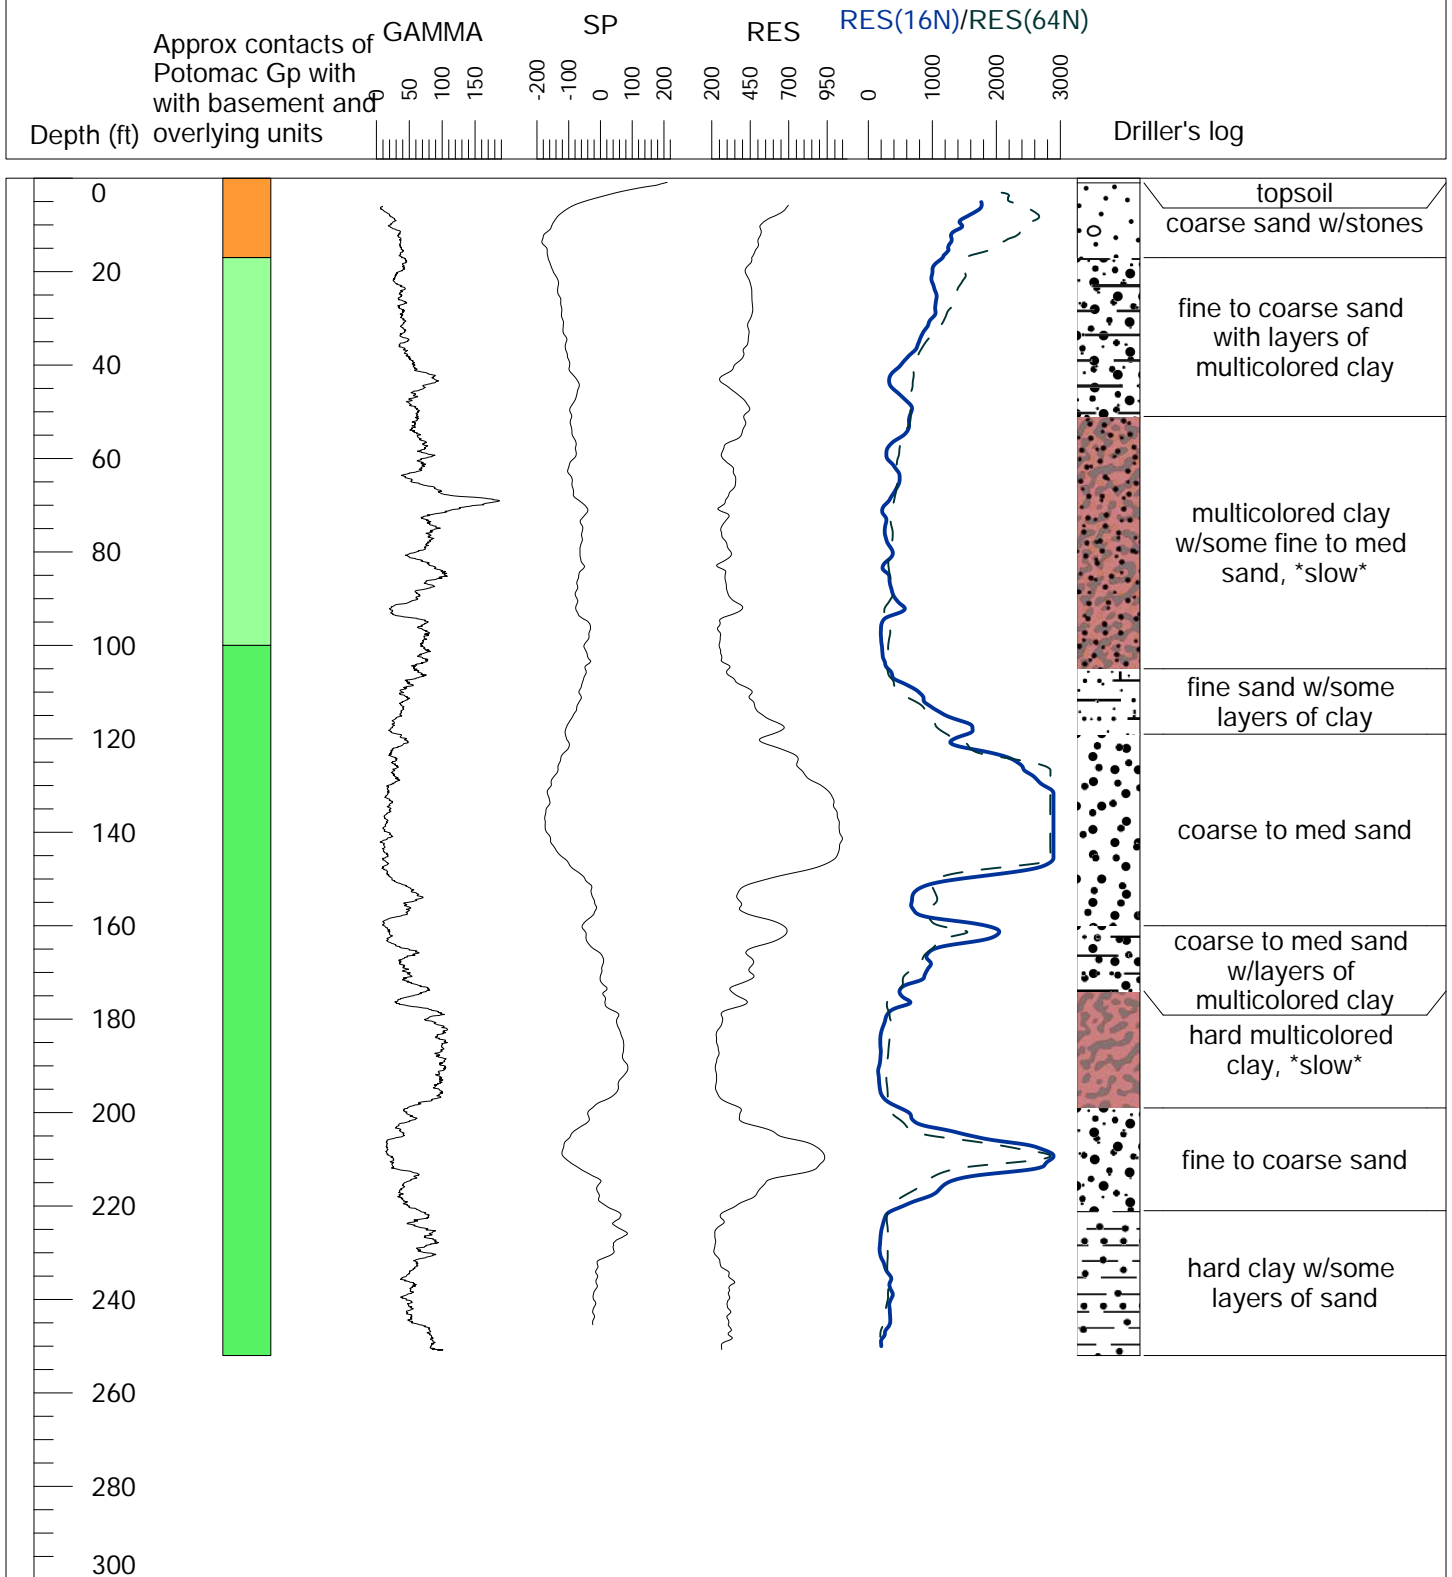 Approx contacts of
Potomac Gp with
with basement and
overlying units
Depth (ft)
GAMMA
0 50 100 150
SP
-200 -100 0 100 200
RES
200 450 700 950
RES(16N)/RES(64N)
0 1000 2000 3000
Driller's log
0
20
40
60
80
100
120
140
160
180
200
220
240
260
280
300
topsoil
coarse sand w/stones
fine to coarse sand
with layers of
multicolored clay
multicolored clay
w/some fine to med
sand, *slow*
fine sand w/some
layers of clay
coarse to med sand
coarse to med sand
w/layers of
multicolored clay
hard multicolored
clay, *slow*
fine to coarse sand
hard clay w/some
layers of sand